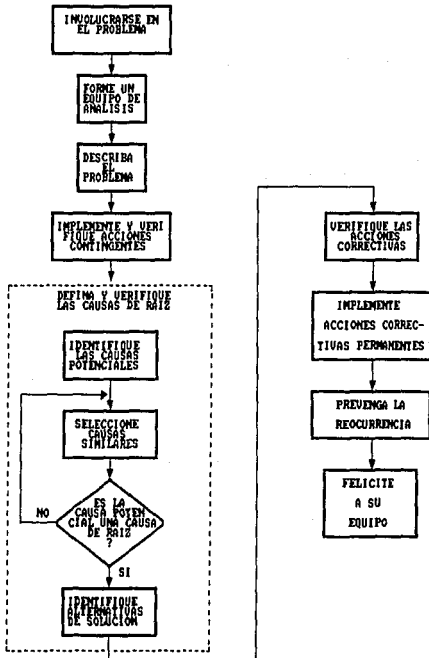 INVOLUCRARSE EN
EL PROBLEMA
FORME UN
EQUIPO DE
ANALISIS
DESCRIBA
EL
PROBLEMA
IMPLEMENTE Y VERI
FIQUE ACCIONES
CONTINGENTES
DEFINA Y VERIFIQUE
LAS CAUSAS DE RAIZ
IDENTIFIQUE
LAS CAUSAS
POTENCIALES
SELECCIONE
CAUSAS
SIMILARES
ES LA
CAUSA POTEN
CIAL UNA CAUSA
DE RAIZ
?
NO
SI
IDENTIFIQUE
ALTERNATIVAS
DE SOLUCION
VERIFIQUE LAS
ACCIONES
CORRECTIVAS
IMPLEMENTE
ACCIONES CORREC-
TIVAS PERMANENTES
PREVENGA LA
REOCURRENCIA
FELICITE
A SU
EQUIPO